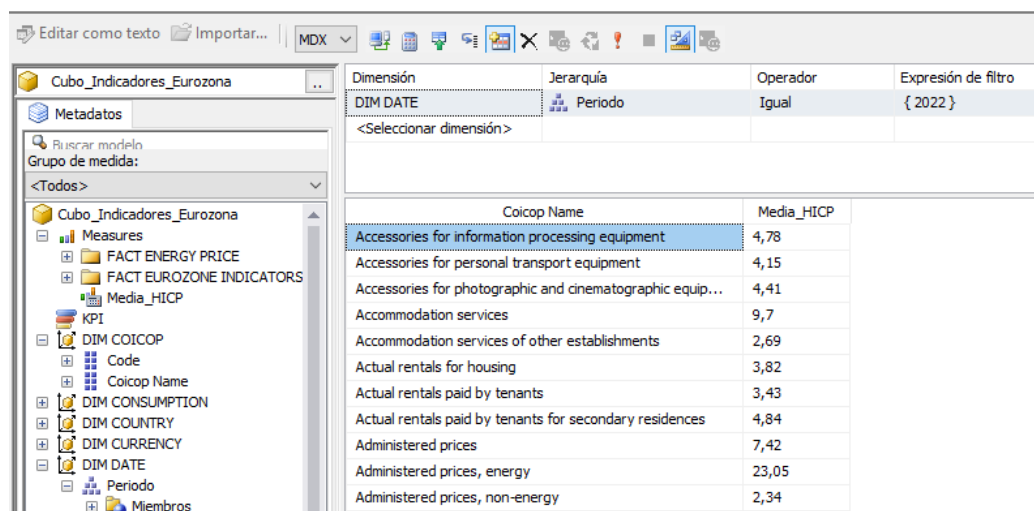 Editar como texto Importar... MDX
Cubo_Indicadores_Eurozona ..
Metadatos
Buscar modelo
Grupo de medida:
<Todos>
Cubo_Indicadores_Eurozona
Measures
FACT ENERGY PRICE
FACT EUROZONE INDICATORS
Media_HICP
KPI
DIM COICOP
Code
Coicop Name
DIM CONSUMPTION
DIM COUNTRY
DIM CURRENCY
DIM DATE
Periodo
Miembros
Dimensión Jerarquía Operador Expresión de filtro
DIM DATE Periodo Igual { 2022 }
<Seleccionar dimensión>
Coicop Name Media_HICP
Accessories for information processing equipment 4,78
Accessories for personal transport equipment 4,15
Accessories for photographic and cinematographic equip... 4,41
Accommodation services 9,7
Accommodation services of other establishments 2,69
Actual rentals for housing 3,82
Actual rentals paid by tenants 3,43
Actual rentals paid by tenants for secondary residences 4,84
Administered prices 7,42
Administered prices, energy 23,05
Administered prices, non-energy 2,34